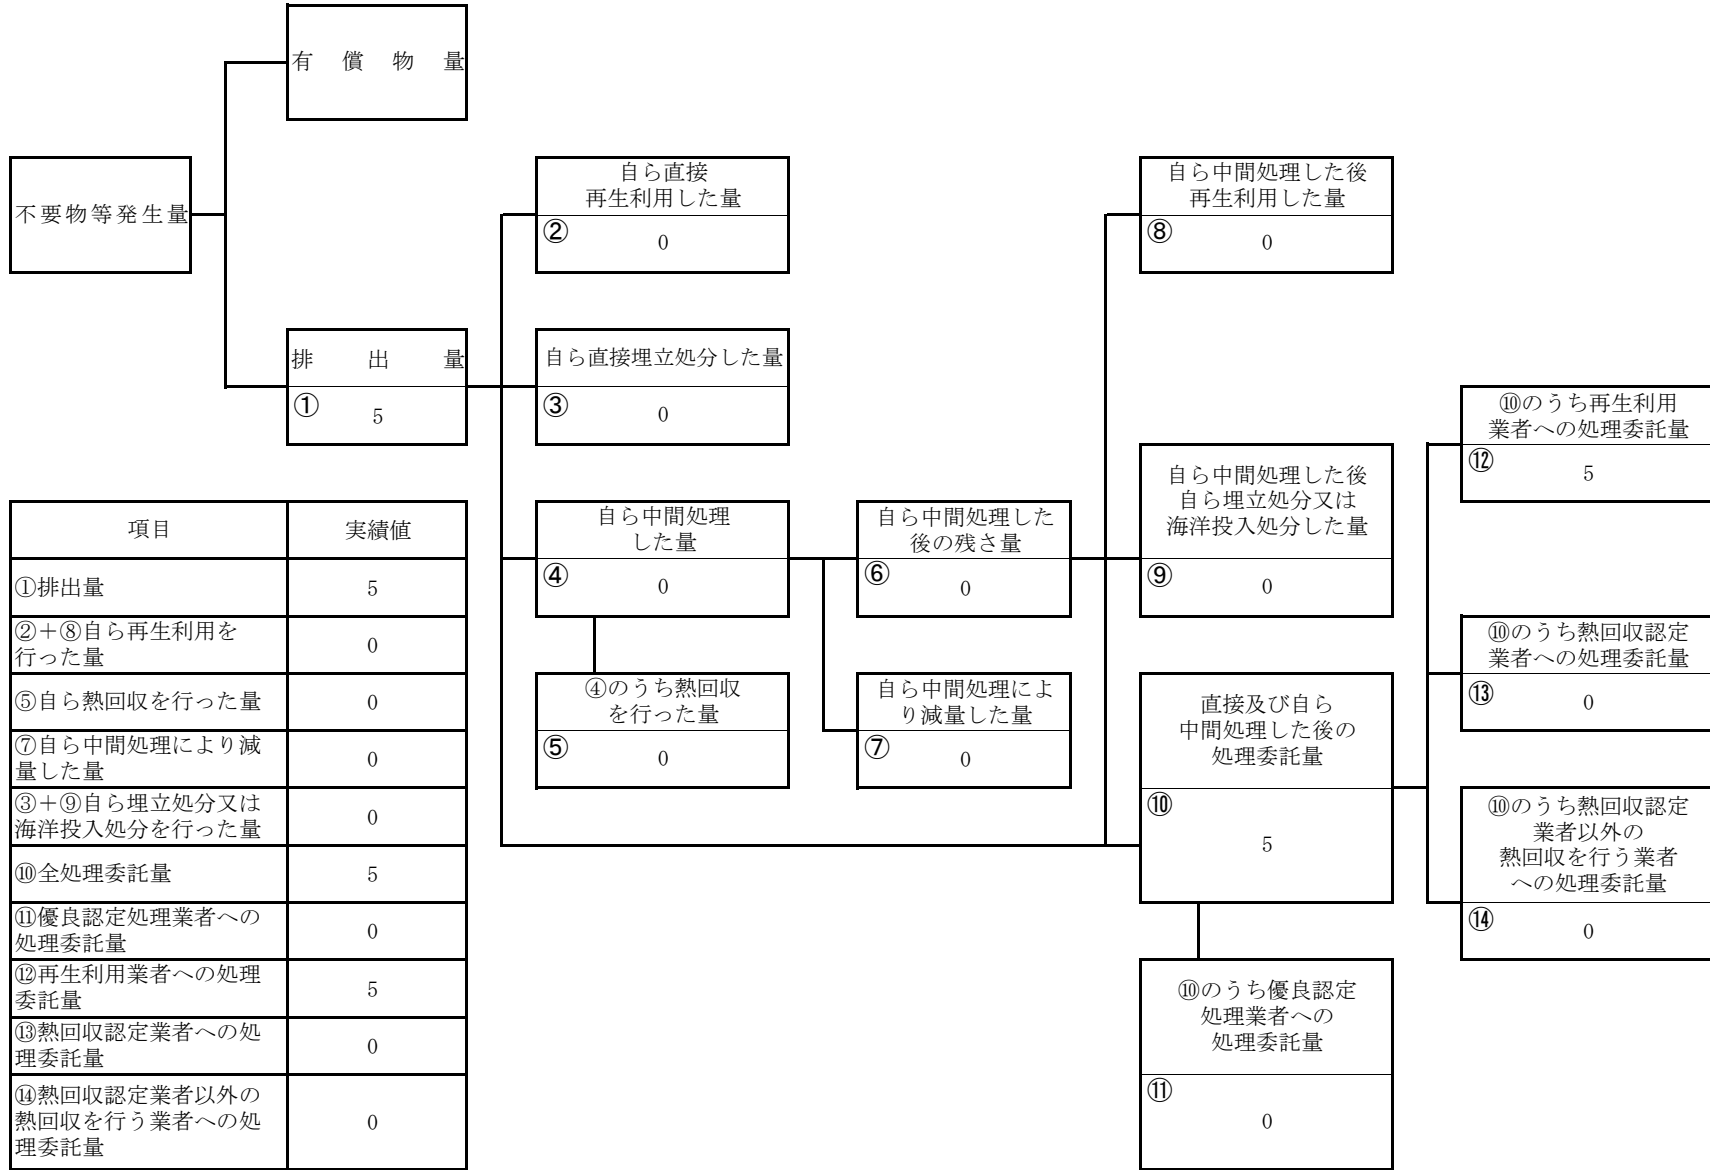 有償物量
不要物等発生量
自ら直接
再生利用した量
②
0
自ら中間処理した後
再生利用した量
⑧
0
排出量
①
5
自ら直接埋立処分した量
③
0
⑩のうち再生利用
業者への処理委託量
⑫
5
自ら中間処理した後
自ら埋立処分又は
海洋投入処分した量
⑨
0
自ら中間処理
した量
④
0
自ら中間処理した
後の残さ量
⑥
0
⑩のうち熱回収認定
業者への処理委託量
⑬
0
④のうち熱回収
を行った量
⑤
0
自ら中間処理によ
り減量した量
⑦
0
直接及び自ら
中間処理した後の
処理委託量
⑩
5
⑩のうち熱回収認定
業者以外の
熱回収を行う業者
への処理委託量
⑭
0
⑩のうち優良認定
処理業者への
処理委託量
⑪
0
項目 実績値
①排出量 5
②＋⑧自ら再生利用を
行った量 0
⑤自ら熱回収を行った量 0
⑦自ら中間処理により減
量した量 0
③＋⑨自ら埋立処分又は
海洋投入処分を行った量 0
⑩全処理委託量 5
⑪優良認定処理業者への
処理委託量 0
⑫再生利用業者への処理
委託量 5
⑬熱回収認定業者への処
理委託量 0
⑭熱回収認定業者以外の
熱回収を行う業者への処
理委託量 0